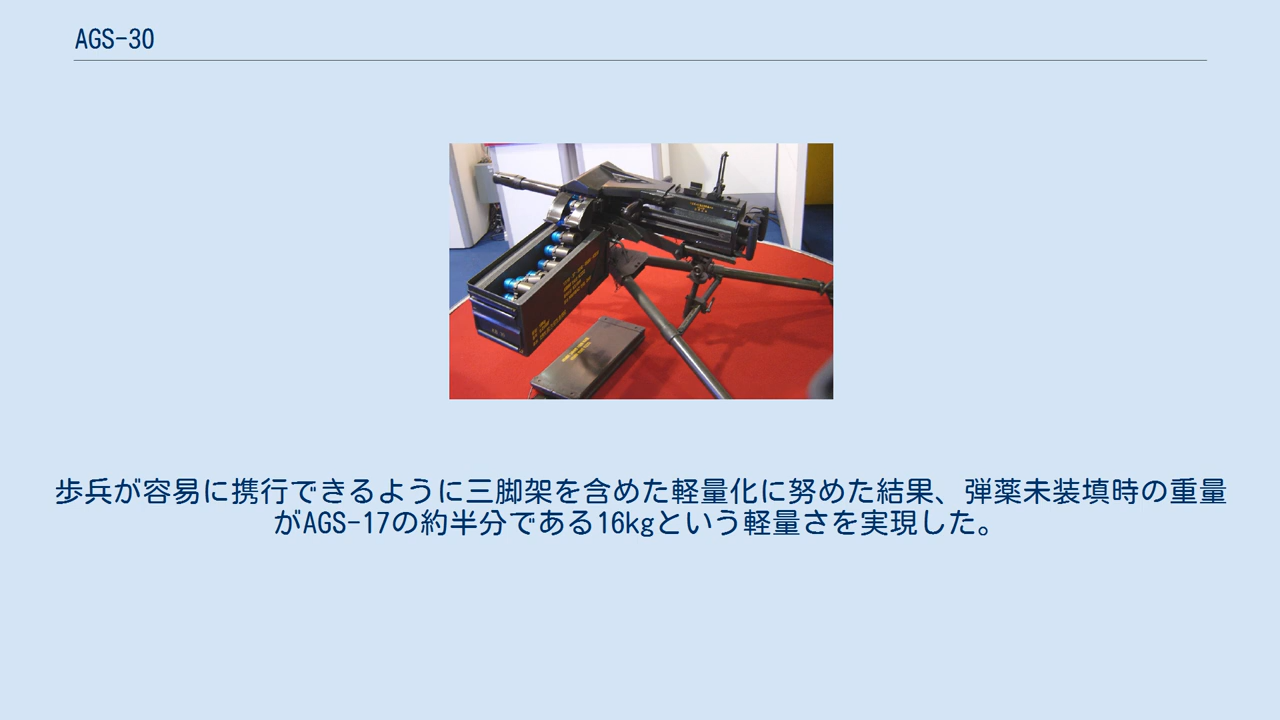 AGS-30
歩兵が容易に携行できるように三脚架を含めた軽量化に努めた結果、弾薬未装填時の重量
がAGS-17の約半分である16kgという軽量さを実現した。